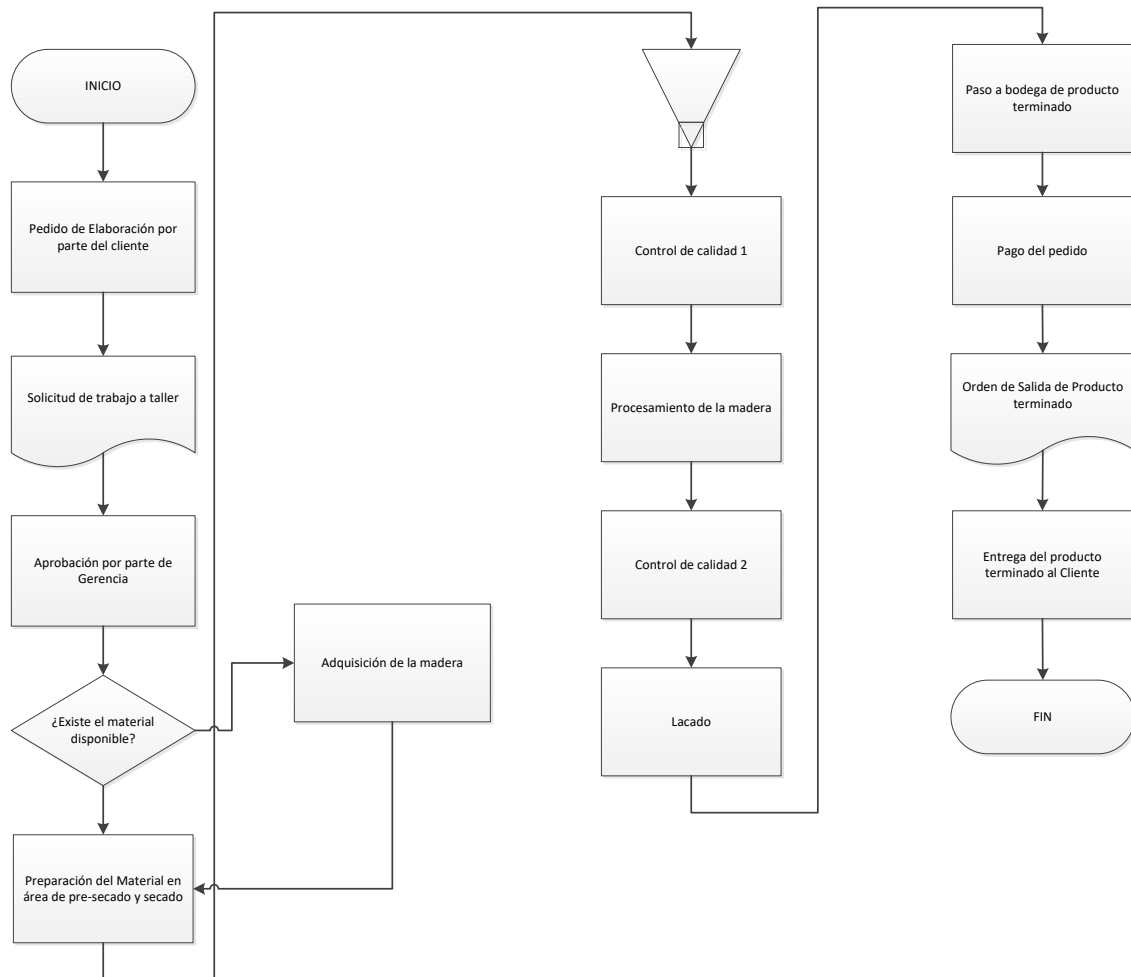 INICIO
Pedido de Elaboración por
parte del cliente
Solicitud de trabajo a taller
Aprobación por parte de
Gerencia
¿Existe el material
disponible?
Adquisición de la madera
Preparación del Material en
área de pre-secado y secado
Control de calidad 1
Procesamiento de la madera
Control de calidad 2
Lacado
Paso a bodega de producto
terminado
Pago del pedido
Orden de Salida de Producto
terminado
Entrega del producto
terminado al Cliente
FIN